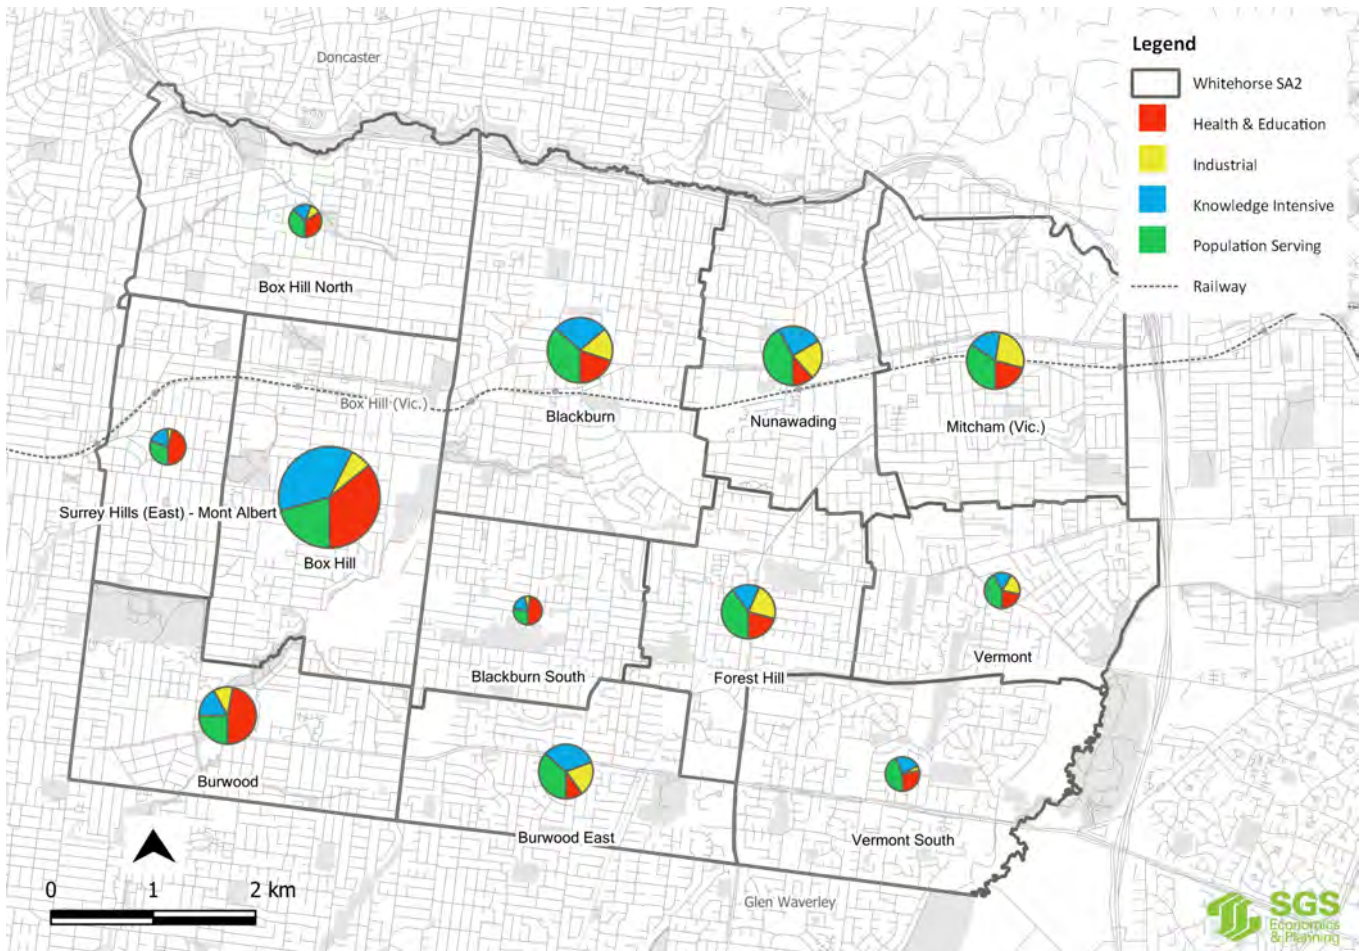 Doncaster
Legend
Whitehorse SA2
Health & Education
Industrial
Knowledge Intensive
Population Serving
Railway
Box Hill North
Box Hill (Vic.)
Blackburn
Nunawading
Mitcham (Vic.)
Surrey Hills (East) - Mont Albert
Box Hill
Blackburn South
Forest Hill
Vermont
Burwood
Burwood East
Vermont South
0 1 2 km
Glen Waverley
SGS
Economics
& Planning